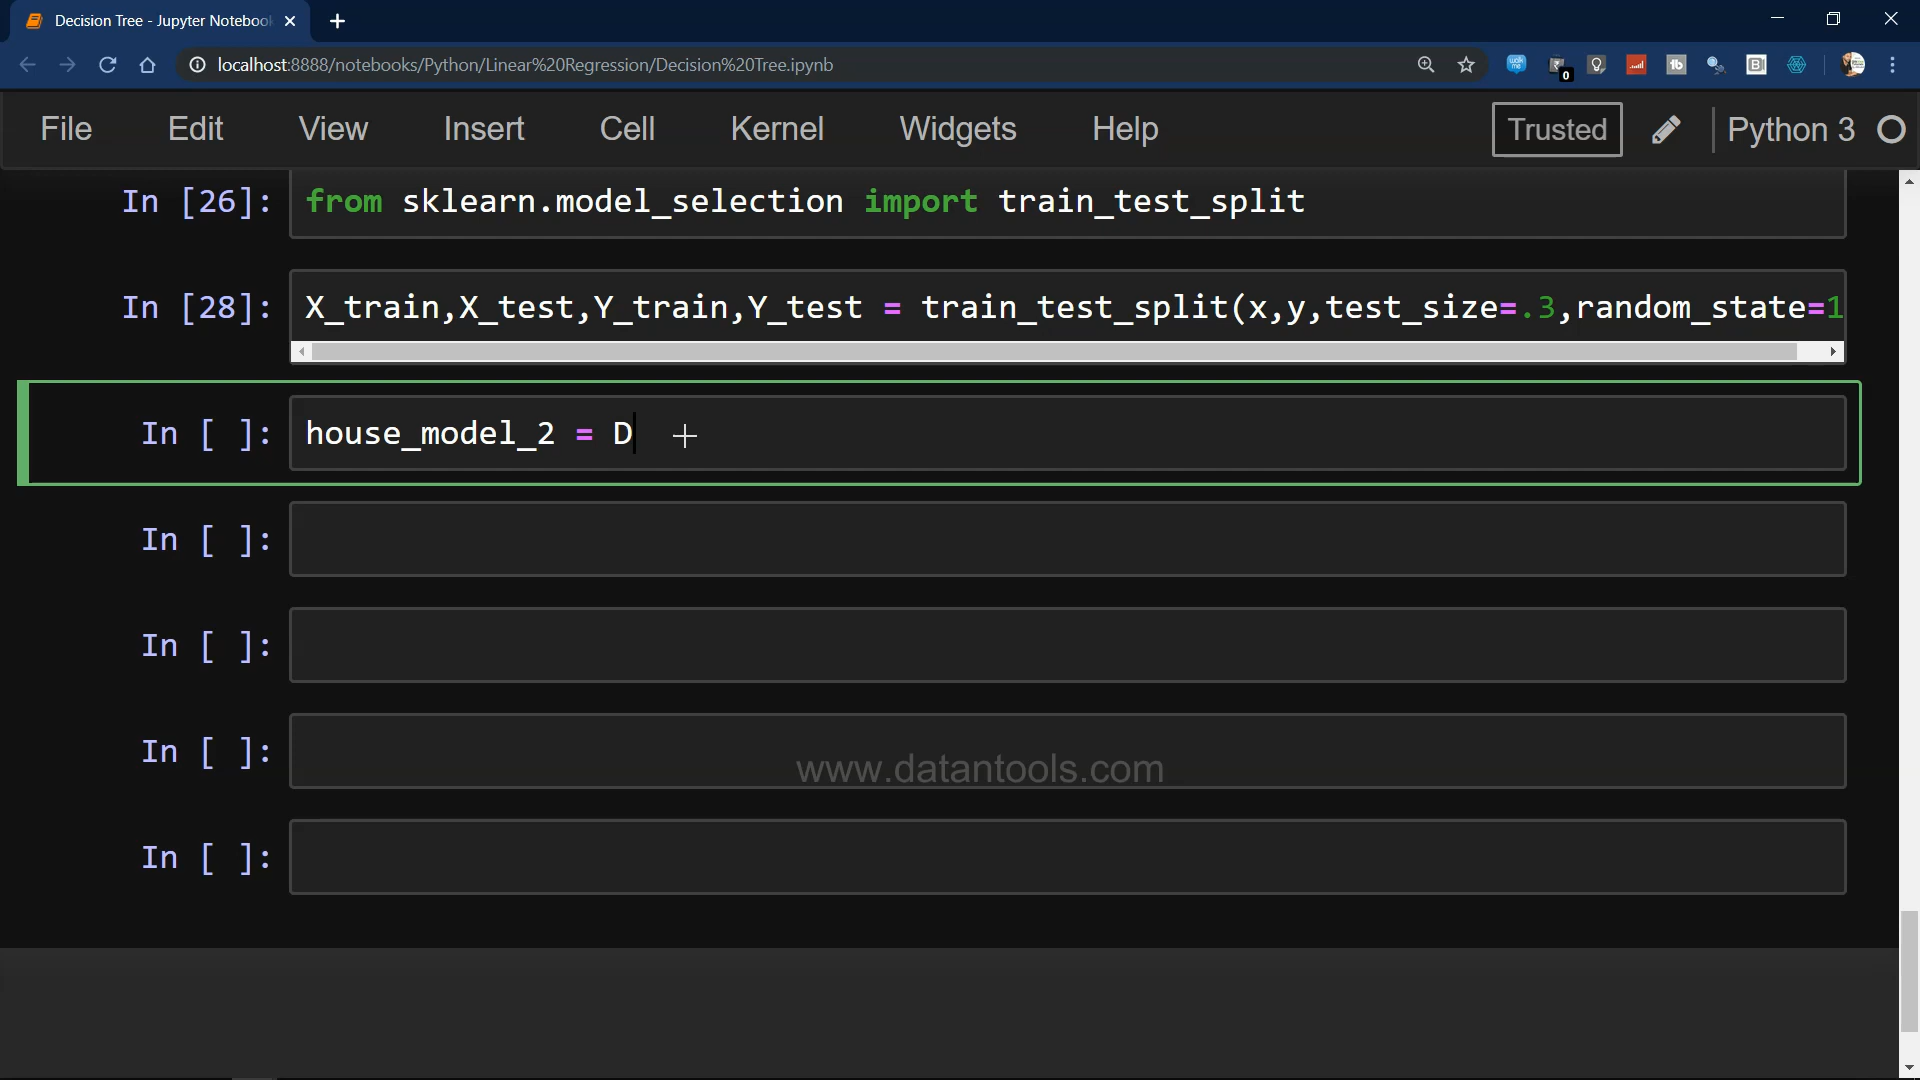 Decision Tree - Jupyter Notebook
localhost:8888/notebooks/Python/Linear%20Regression/Decision%20Tree.ipynb
0
File Edit View Insert Cell Kernel Widgets Help Trusted Python 3
In [26]: from sklearn.model_selection import train_test_split
In [28]: X_train,X_test,Y_train,Y_test = train_test_split(x,y,test_size=.3,random_state=1
In [ ]: house_model_2 = D
In [ ]:
In [ ]:
In [ ]:
www.datantools.com
In [ ]: